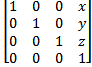 1 0 0 x
0 1 0 y
0 0 1 z
0 0 0 1